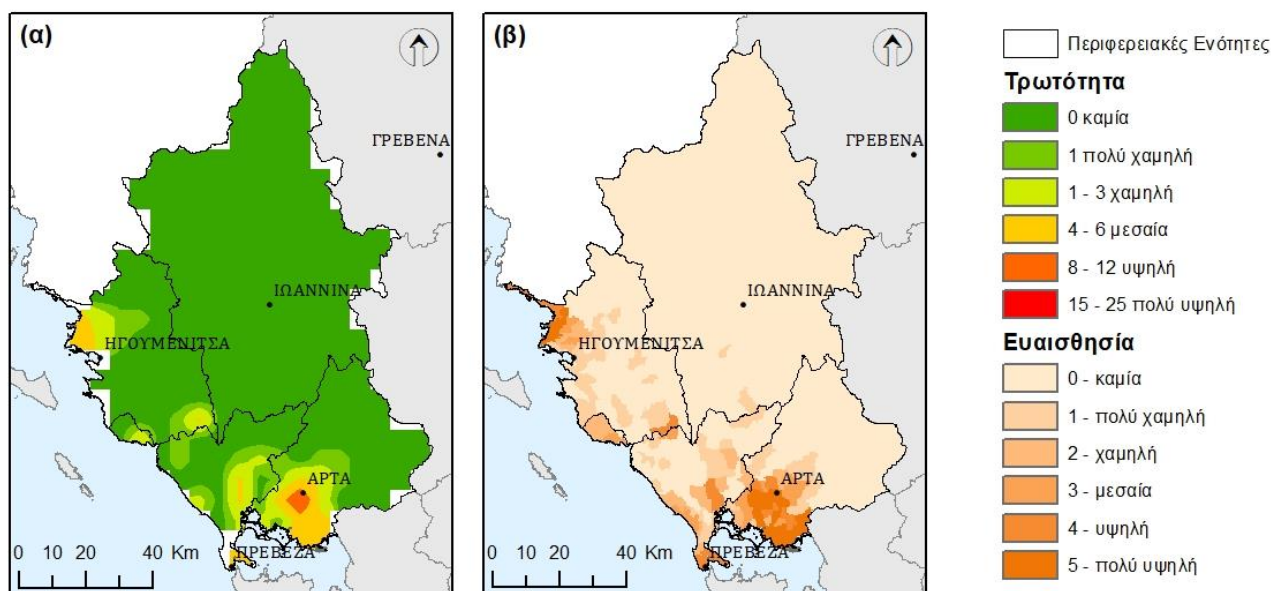 (α)
ΓΡΕΒΕΝΑ
ΙΩΑΝΝΙΝΑ
ΗΓΟΥΜΕΝΙΤΣΑ
ΑΡΤΑ
ΠΡΕΒΕΖΑ
0 10 20 40 Km
(β)
ΓΡΕΒΕΝΑ
ΙΩΑΝΝΙΝΑ
ΗΓΟΥΜΕΝΙΤΣΑ
ΑΡΤΑ
ΠΡΕΒΕΖΑ
0 10 20 40 Km
Περιφερειακές Ενότητες
Τρωτότητα
0 καμία
1 πολύ χαμηλή
1 - 3 χαμηλή
4 - 6 μεσαία
8 - 12 υψηλή
15 - 25 πολύ υψηλή
Ευαισθησία
0 - καμία
1 - πολύ χαμηλή
2 - χαμηλή
3 - μεσαία
4 - υψηλή
5 - πολύ υψηλή